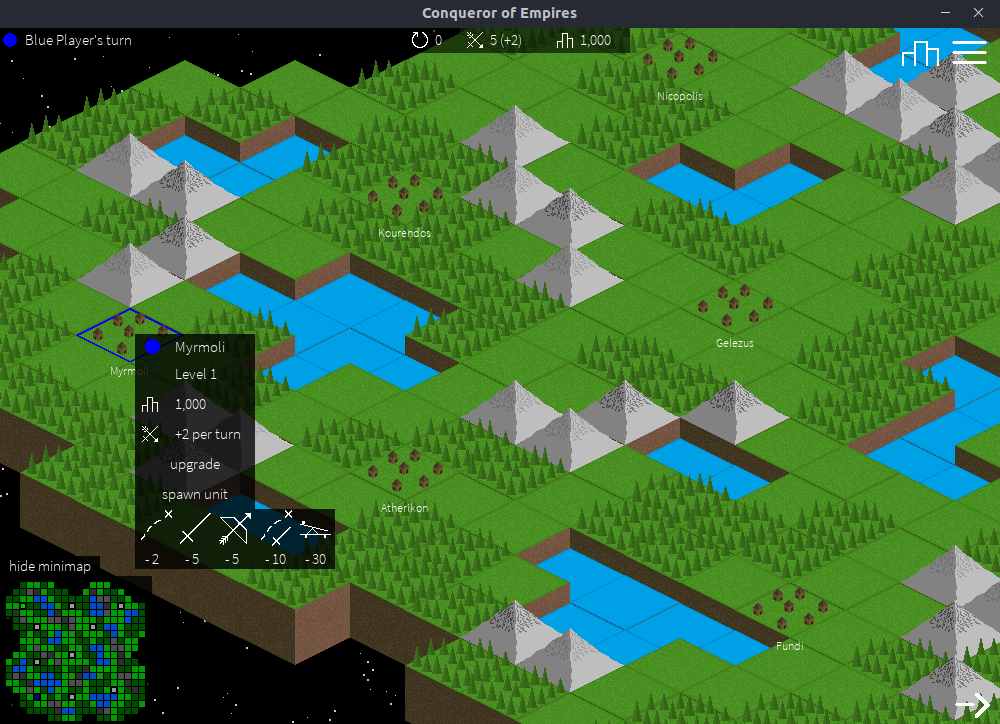 Conqueror of Empires
Blue Player's turn
0
5 (+2)
1,000
Nicopolis
Kourendos
Gelezus
Myrmoli
Myrmoli
Level 1
1,000
+2 per turn
upgrade
spawn unit
-2 -5 -5 -10 -30
Atherikon
hide minimap
Fundi